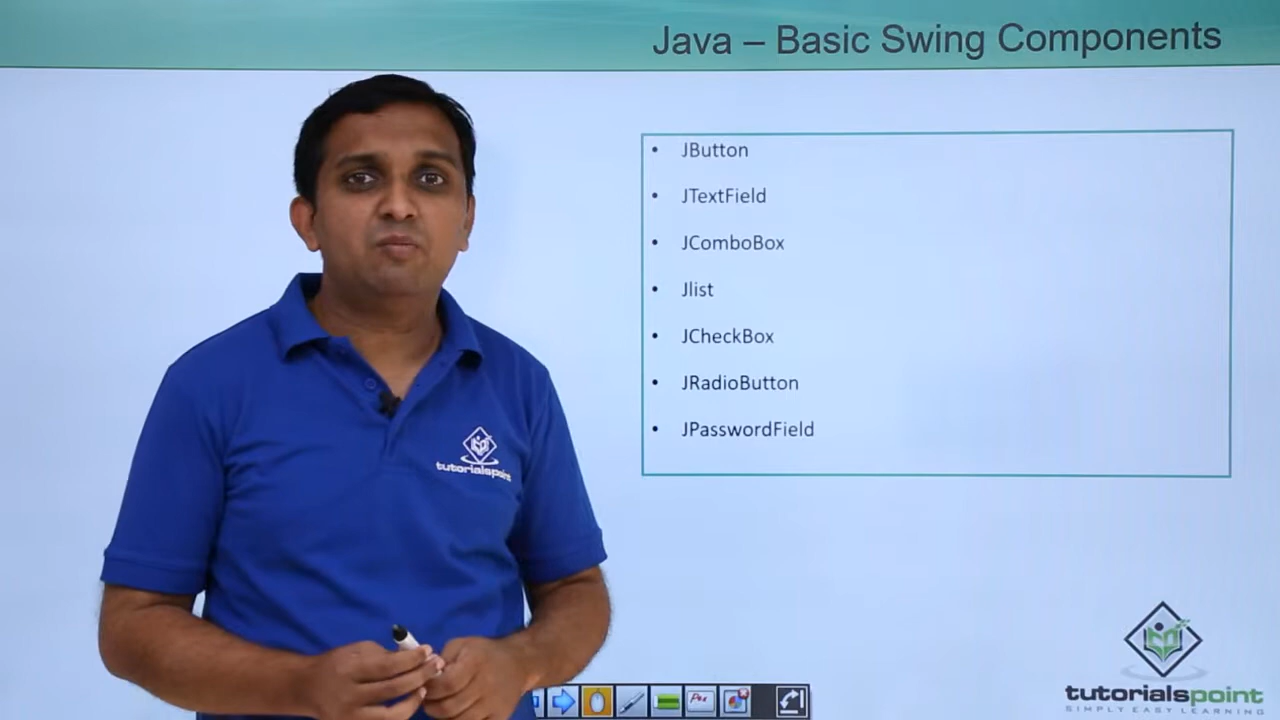 Java – Basic Swing Components
• JButton
• JTextField
• JComboBox
• Jlist
• JCheckBox
• JRadioButton
• JPasswordField
tutorialspoint
tutorialspoint
SIMPLY EASY LEARNING